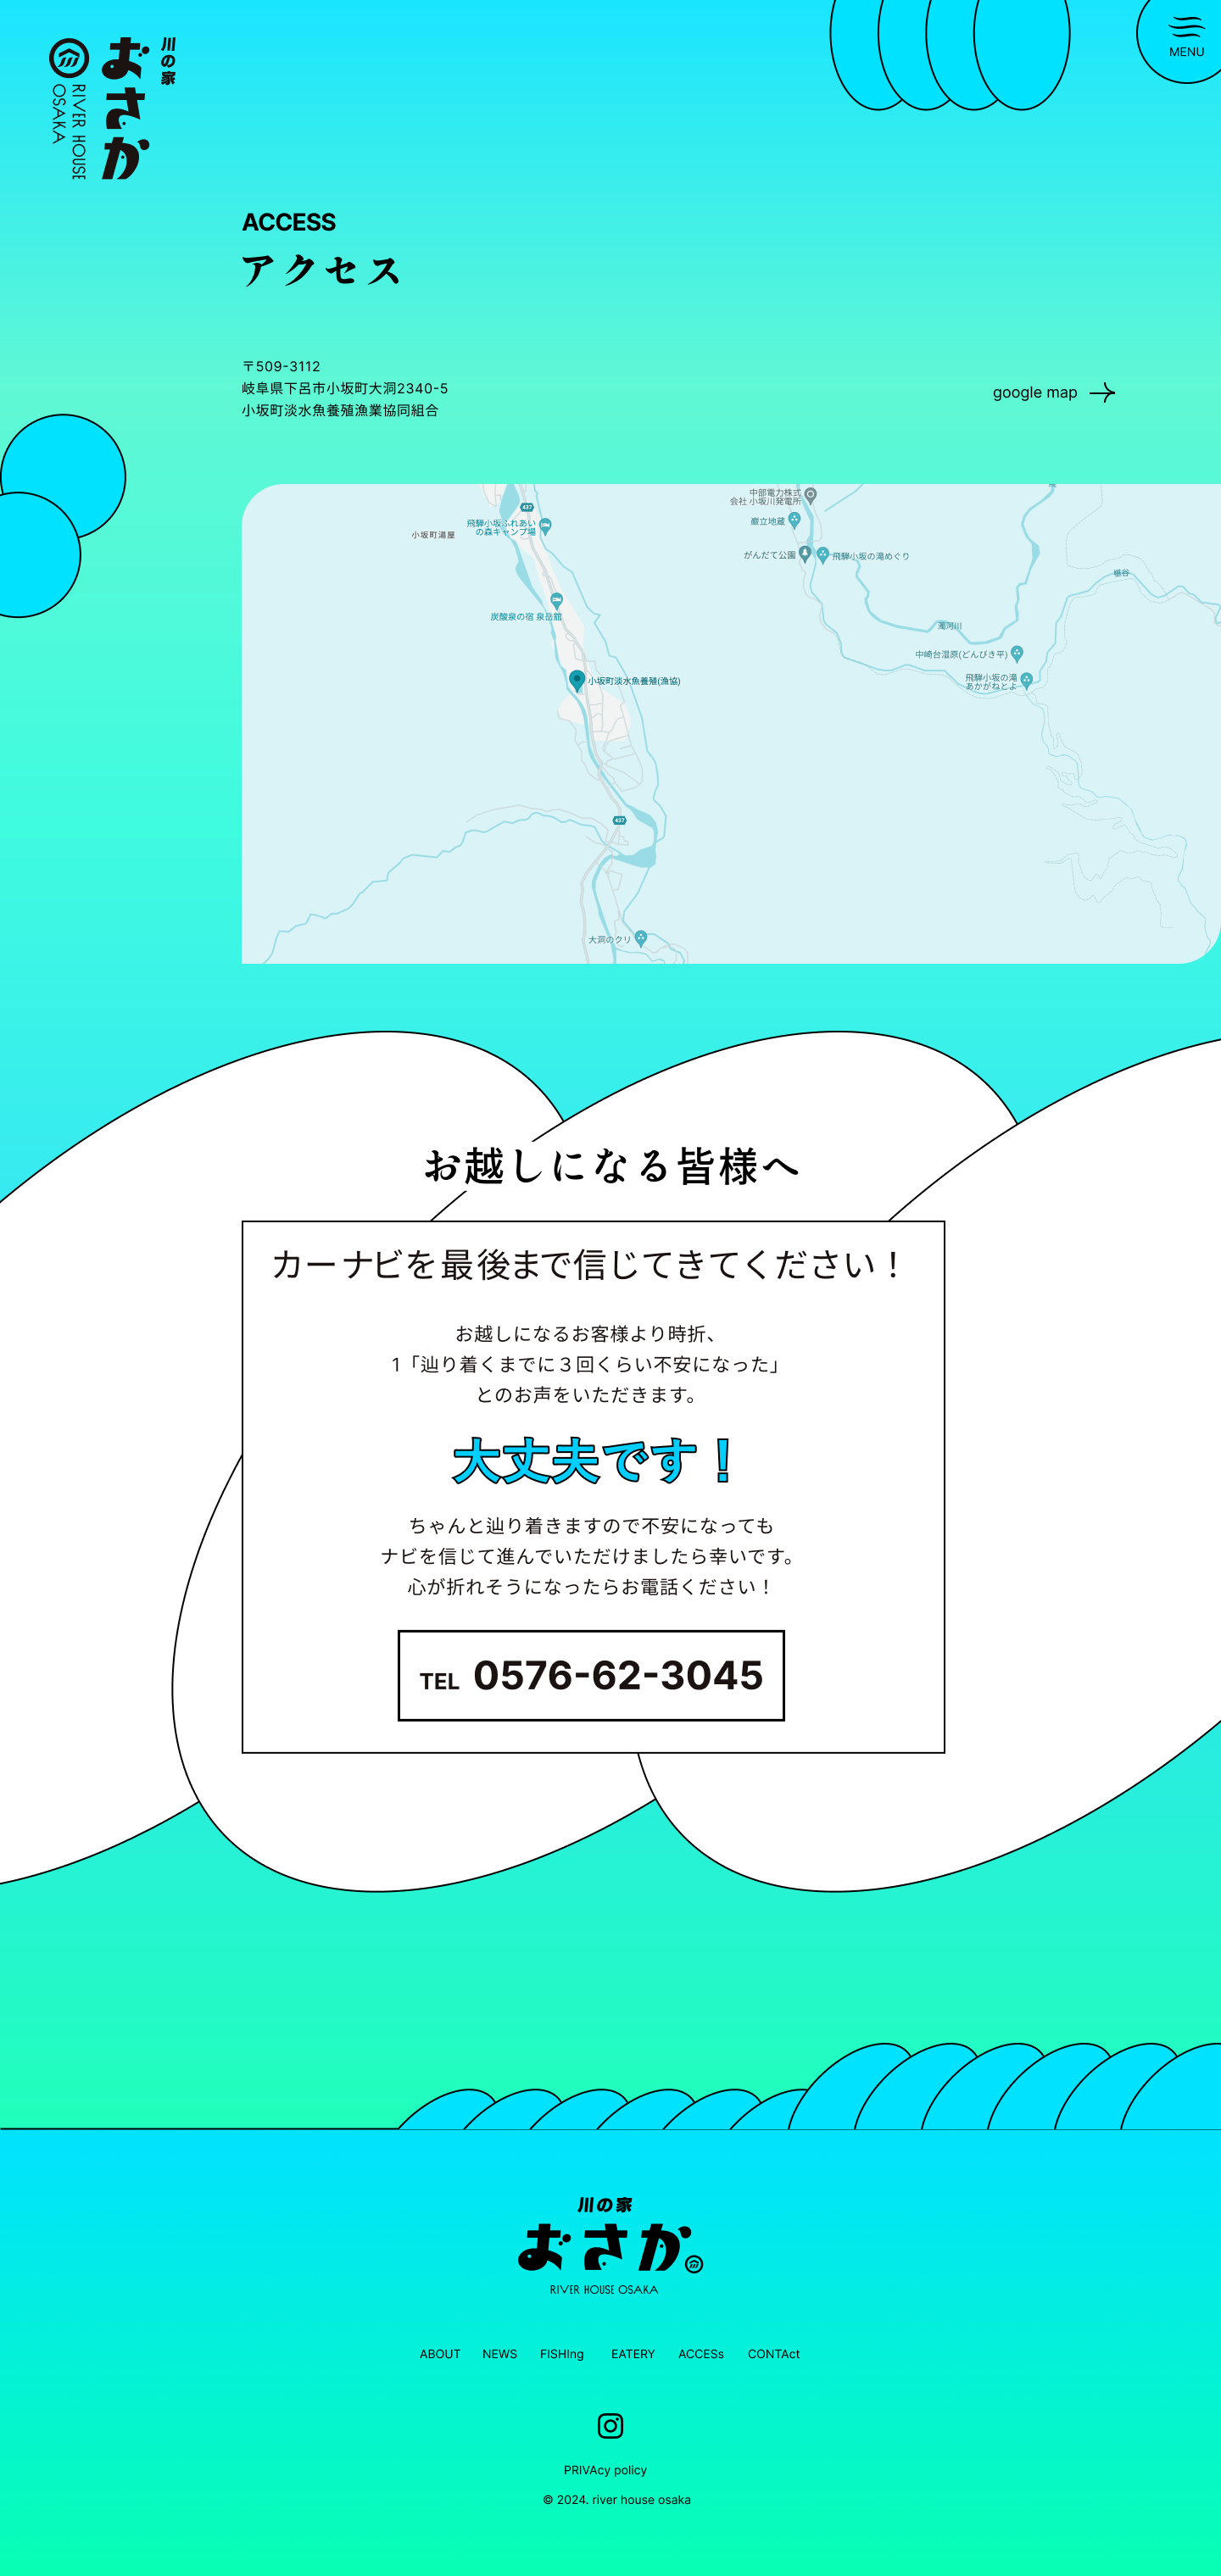 川の家
おさか
RIVER HOUSE
OSAKA
MENU
ACCESS
アクセス
〒509-3112
岐阜県下呂市小坂町大洞2340-5
小坂町淡水魚養殖漁業協同組合
google map
437
小坂町湯屋
飛騨小坂ふれあい
の森キャンプ場
中部電力株式
会社 小坂川発電所
巌立地蔵
がんだて公園
飛騨小坂の滝めぐり
炭酸泉の宿 泉岳館
濁河川
中崎台湿原(どんびき平)
飛騨小坂の滝
あかがねとよ
小坂町淡水魚養殖(漁協)
437
大洞のクリ
お越しになる皆様へ
カーナビを最後まで信じてきてください！
お越しになるお客様より時折、
1「辿り着くまでに３回くらい不安になった」
とのお声をいただきます。
大丈夫です！
ちゃんと辿り着きますので不安になっても
ナビを信じて進んでいただけましたら幸いです。
心が折れそうになったらお電話ください！
TEL 0576-62-3045
川の家
おさか
RIVER HOUSE OSAKA
ABOUT NEWS FISHIng EATERY ACCESs CONTAct
PRIVAcy policy
© 2024. river house osaka